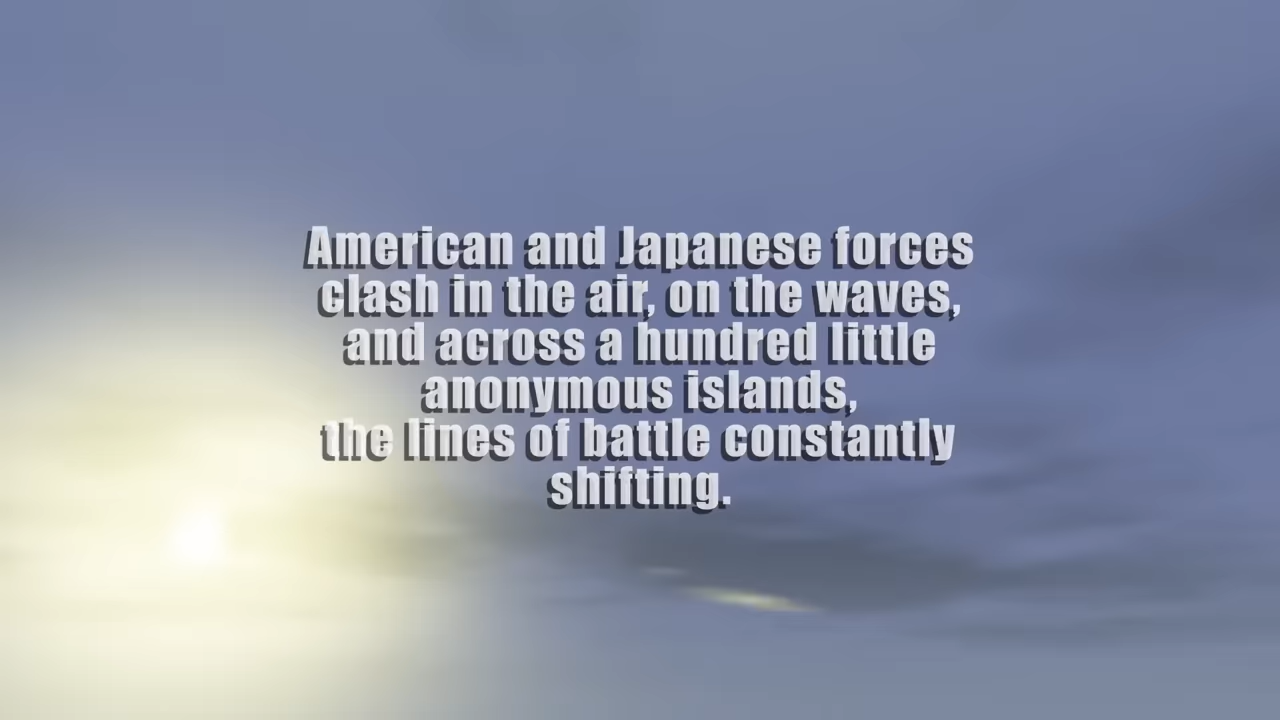 American and Japanese forces
clash in the air, on the waves,
and across a hundred little
anonymous islands,
the lines of battle constantly
shifting.